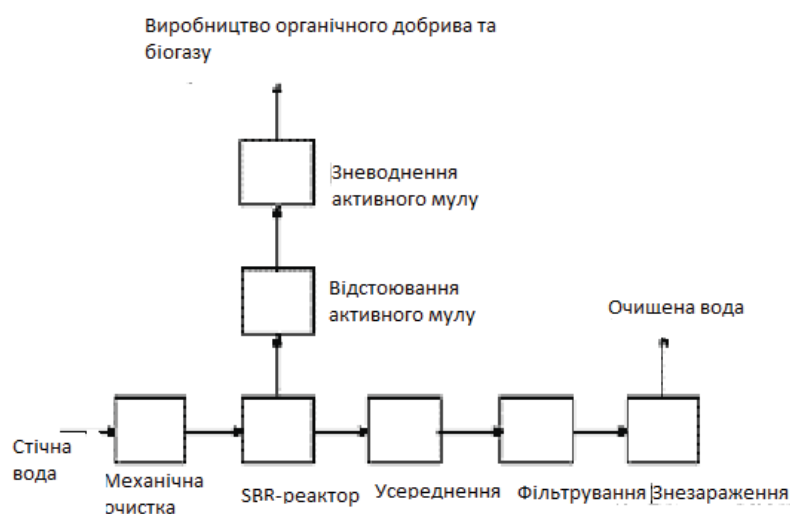 Виробництво органічного добрива та
біогазу
Зневоднення
активного мулу
Відстоювання
активного мулу
Очишена вода
Стічна
вода
Механічна
очистка
SBR-реактор
Усереднення
Фільтрування
Знезараження